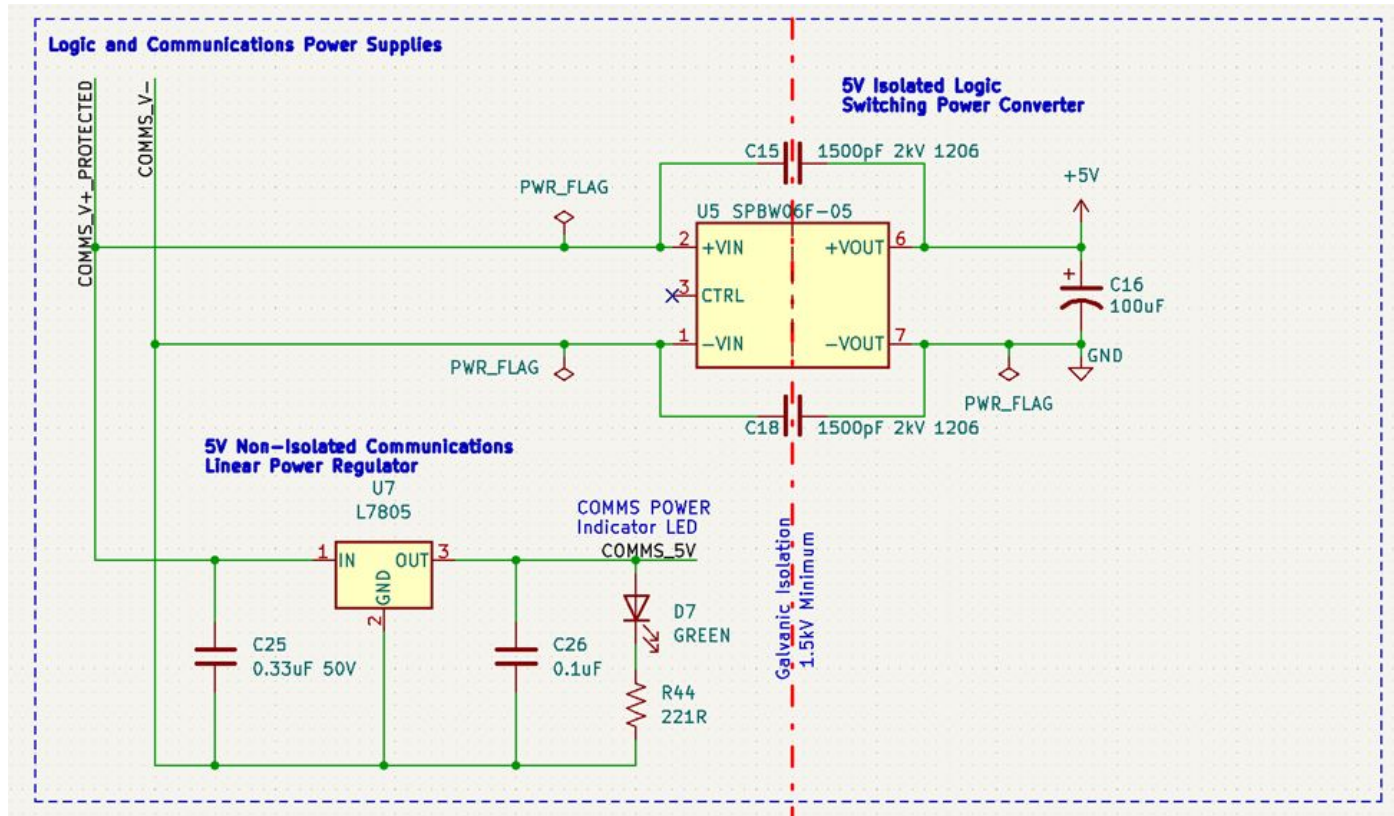 Logic and Communications Power Supplies
COMMS_V+_PROTECTED
COMMS_V-
5V Isolated Logic
Switching Power Converter
C15 1500pF 2kV 1206
PWR_FLAG
+5V
U5 SPBW06F-05
2 +VIN +VOUT 6
+
C16
100uF
3 CTRL
1 -VIN -VOUT 7
GND
PWR_FLAG
PWR_FLAG
C18 1500pF 2kV 1206
5V Non-Isolated Communications
Linear Power Regulator
U7
L7805
COMMS POWER
Indicator LED
COMMS_5V
1 IN OUT 3
GND
2
Galvanic Isolation
1.5kV Minimum
D7
GREEN
C25
0.33uF 50V
C26
0.1uF
R44
221R